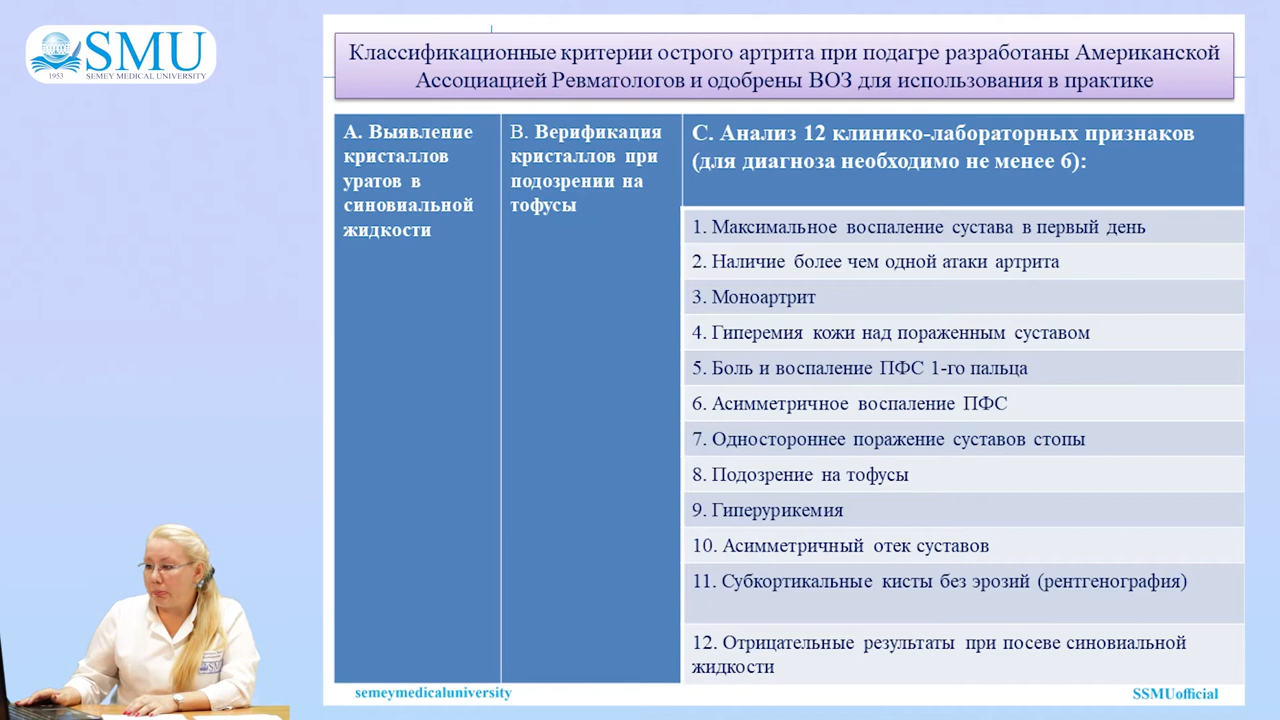 SMU
1953 SEMEY MEDICAL UNIVERSITY
Классификационные критерии острого артрита при подагре разработаны Американской
Ассоциацией Ревматологов и одобрены ВОЗ для использования в практике
А. Выявление
кристаллов
уратов в
синовиальной
жидкости
В. Верификация
кристаллов при
подозрении на
тофусы
С. Анализ 12 клинико-лабораторных признаков
(для диагноза необходимо не менее 6):
1. Максимальное воспаление сустава в первый день
2. Наличие более чем одной атаки артрита
3. Моноартрит
4. Гиперемия кожи над пораженным суставом
5. Боль и воспаление ПФС 1-го пальца
6. Асимметричное воспаление ПФС
7. Одностороннее поражение суставов стопы
8. Подозрение на тофусы
9. Гиперурикемия
10. Асимметричный отек суставов
11. Субкортикальные кисты без эрозий (рентгенография)
12. Отрицательные результаты при посеве синовиальной
жидкости
semeymedicaluniversity
SSMUofficial